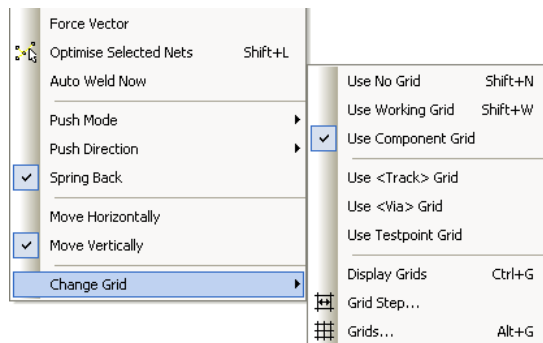 Force Vector
Optimise Selected Nets Shift+L
Auto Weld Now
Push Mode
Push Direction
Spring Back
Move Horizontally
Move Vertically
Change Grid
Use No Grid Shift+N
Use Working Grid Shift+W
Use Component Grid
Use <Track> Grid
Use <Via> Grid
Use Testpoint Grid
Display Grids Ctrl+G
Grid Step...
Grids... Alt+G